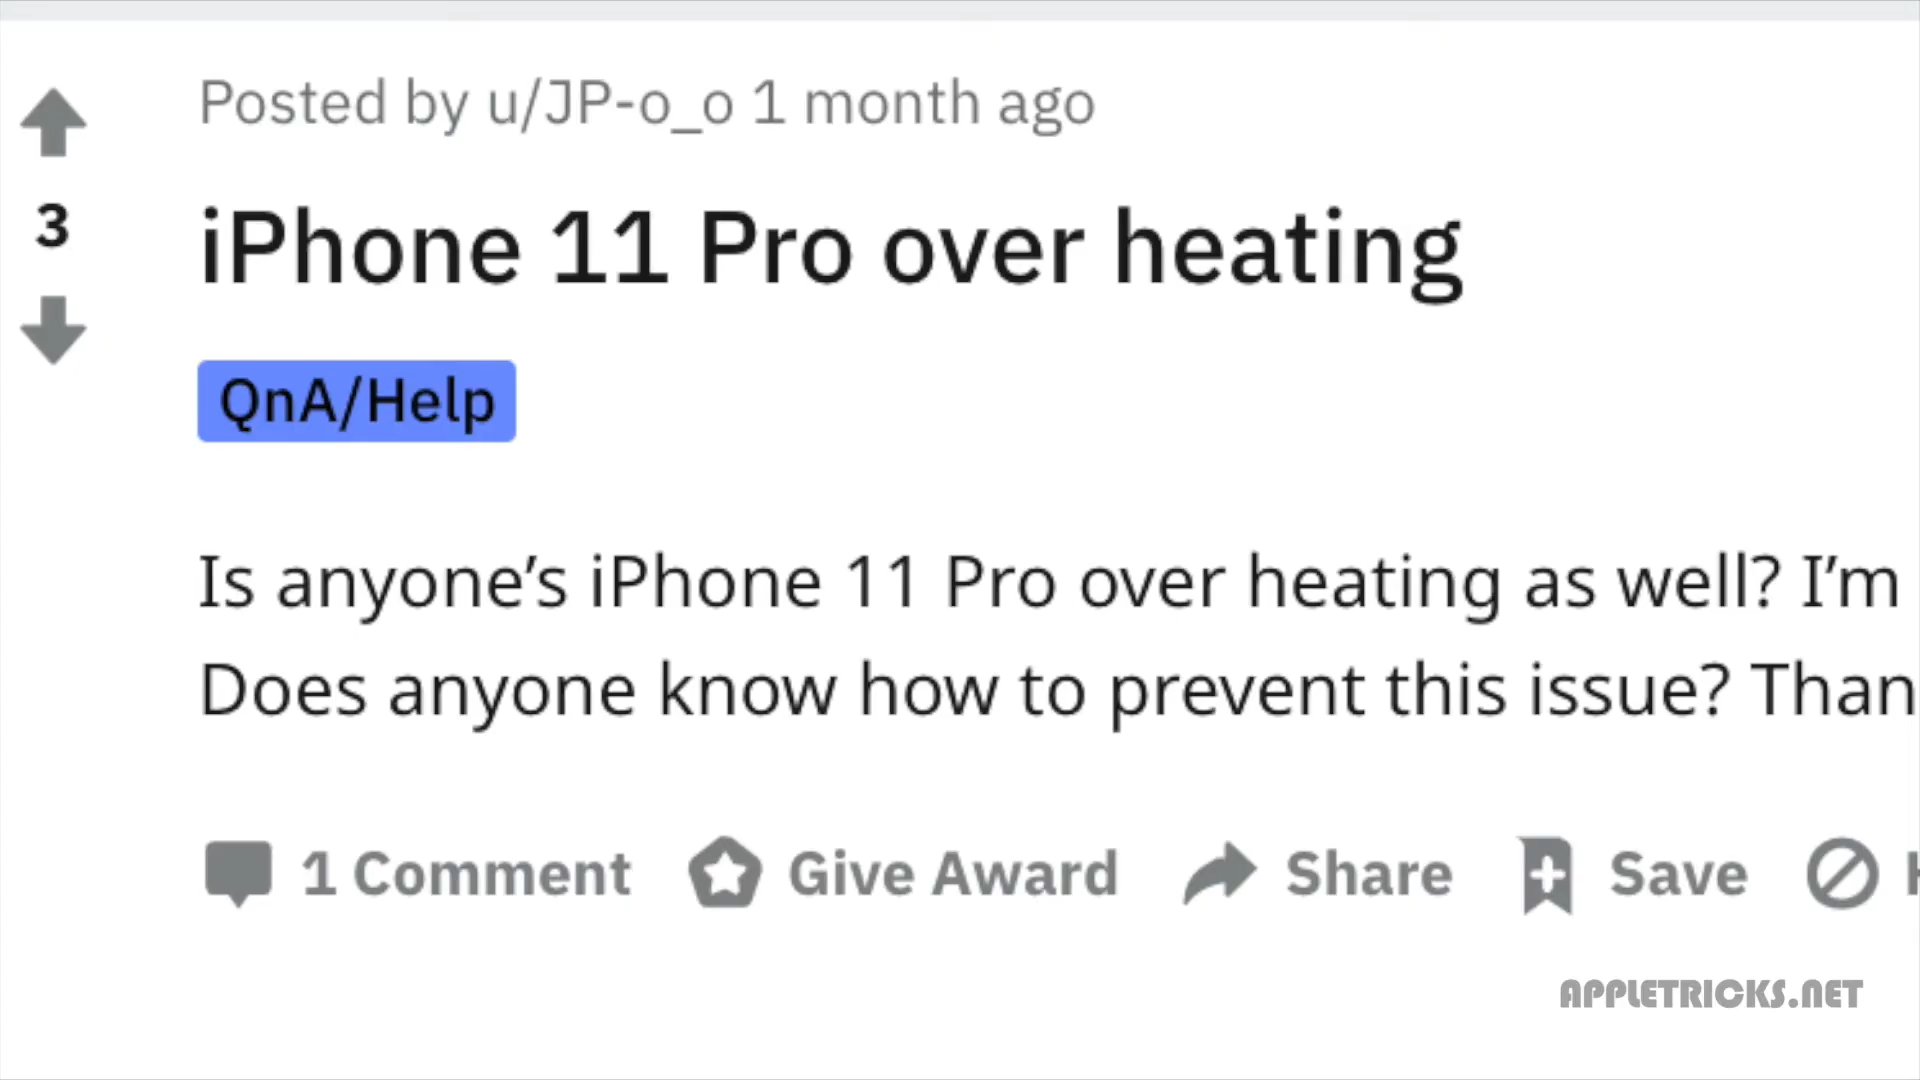 Posted by u/JP-o_o 1 month ago
3
iPhone 11 Pro over heating
QnA/Help
Is anyone’s iPhone 11 Pro over heating as well? I’m
Does anyone know how to prevent this issue? Than
1 Comment Give Award Share Save
APPLETRICKS.NET